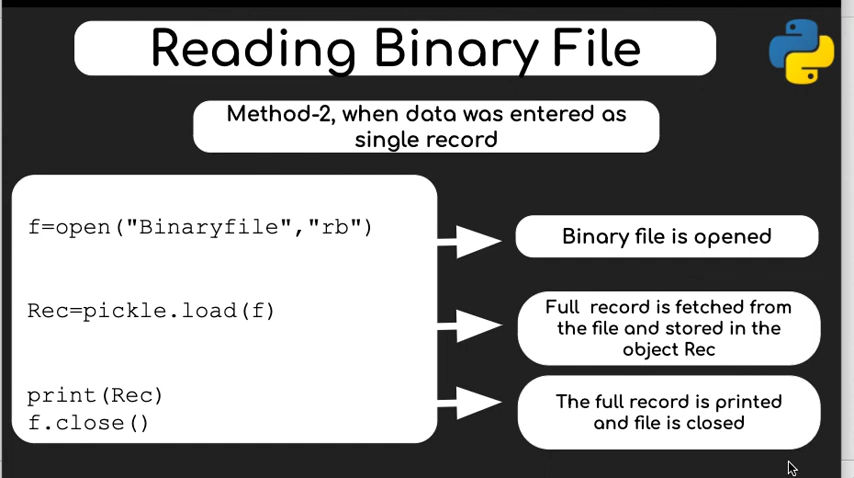 Reading Binary File
Method-2, when data was entered as
single record
f=open("Binaryfile","rb")
Binary file is opened
Rec=pickle.load(f)
Full record is fetched from
the file and stored in the
object Rec
print(Rec)
f.close()
The full record is printed
and file is closed